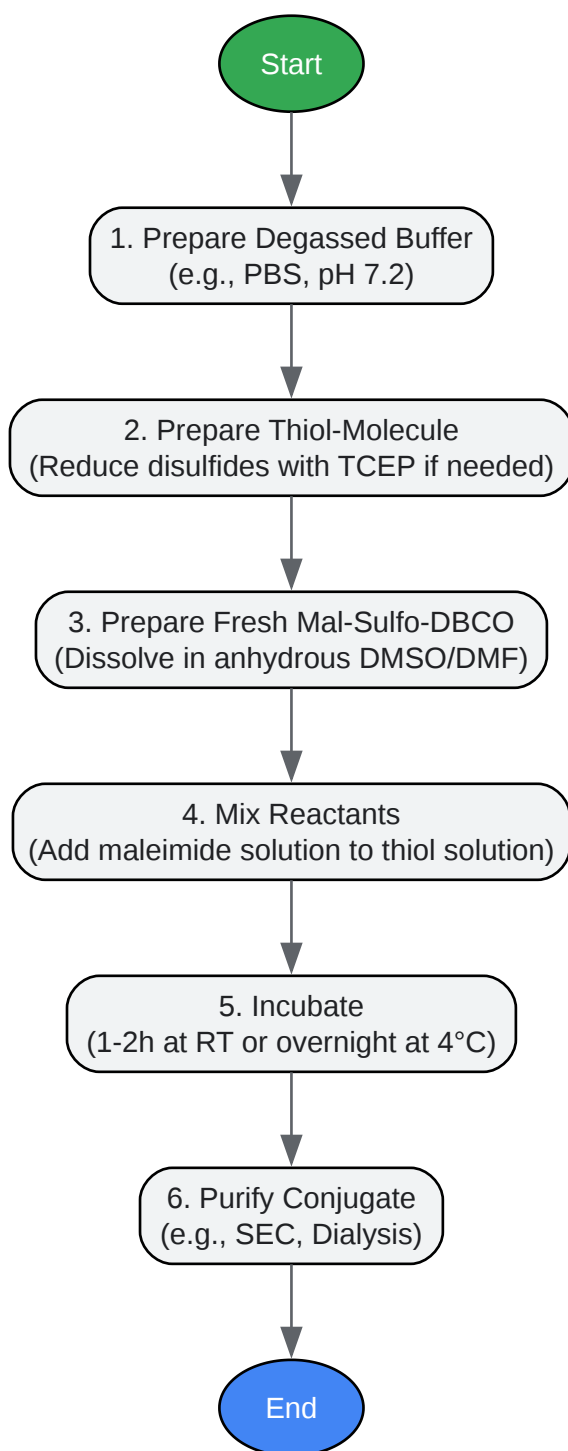 Start
1. Prepare Degassed Buffer
(e.g., PBS, pH 7.2)
2. Prepare Thiol-Molecule
(Reduce disulfides with TCEP if needed)
3. Prepare Fresh Mal-Sulfo-DBCO
(Dissolve in anhydrous DMSO/DMF)
4. Mix Reactants
(Add maleimide solution to thiol solution)
5. Incubate
(1-2h at RT or overnight at 4°C)
6. Purify Conjugate
(e.g., SEC, Dialysis)
End